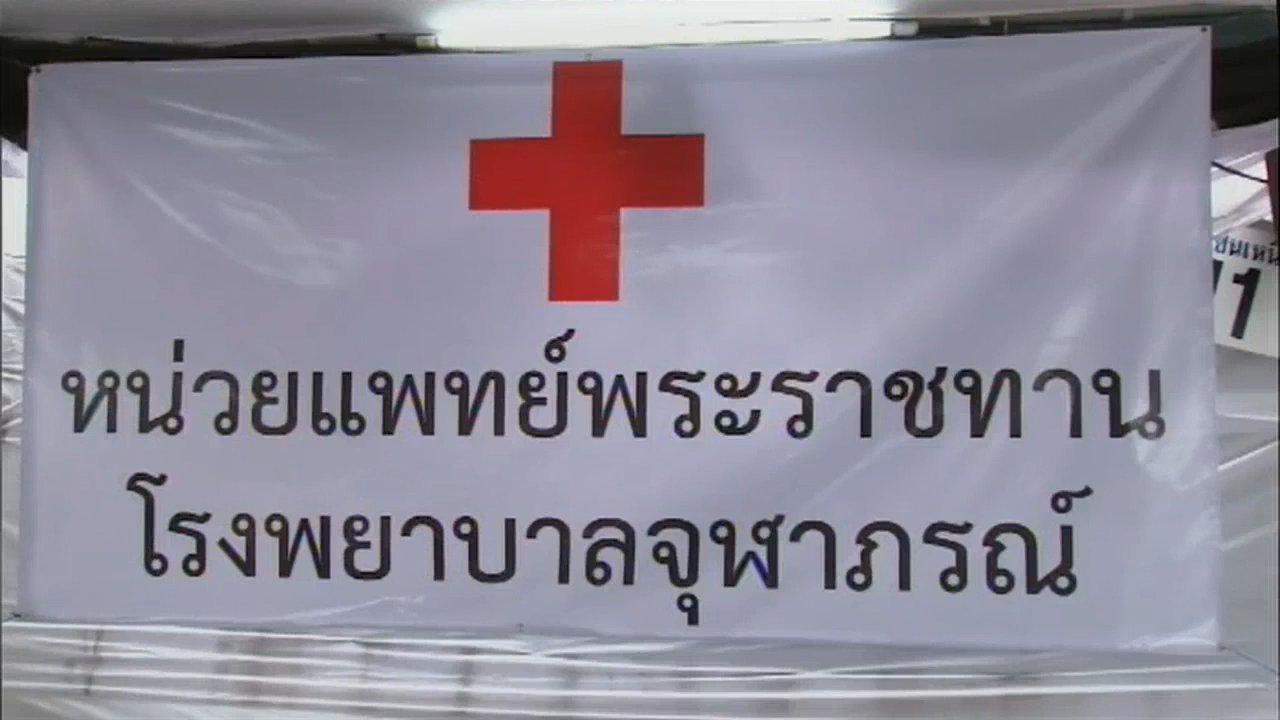 หน่วยแพทย์พระราชทาน
โรงพยาบาลจุฬาภรณ์
1